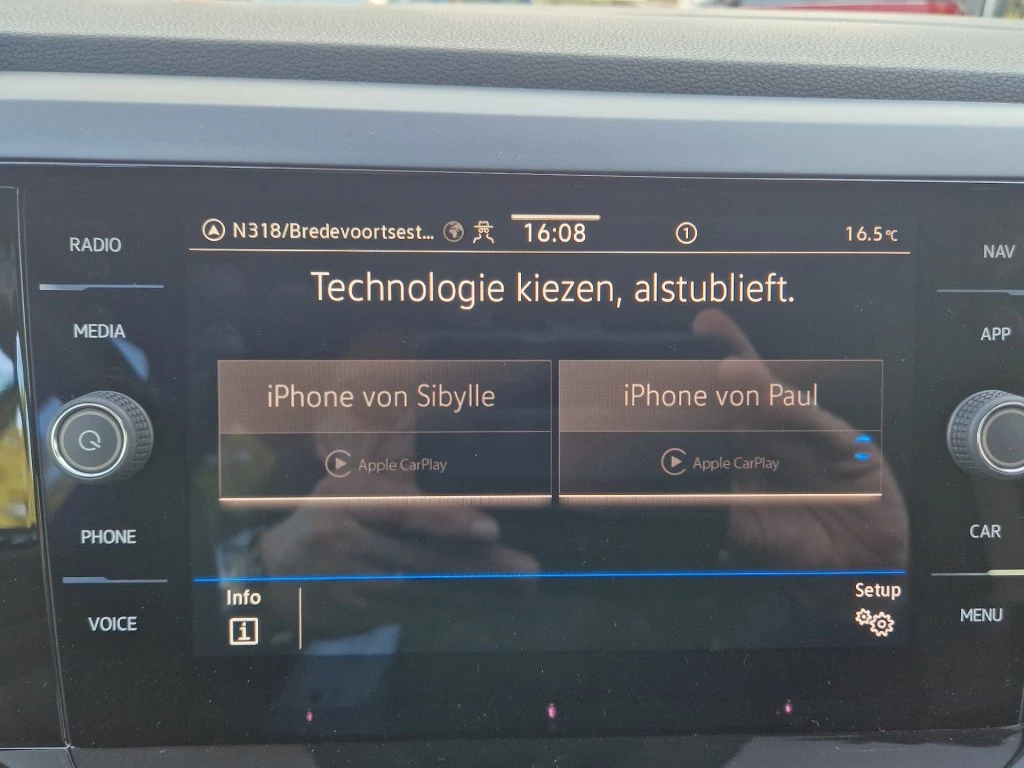 N318/Bredevoortsest... 16:08 1 16.5°C
RADIO
NAV
Technologie kiezen, alstublieft.
MEDIA
APP
iPhone von Sibylle
iPhone von Paul
Apple CarPlay
Apple CarPlay
PHONE
CAR
Info
Setup
VOICE
MENU